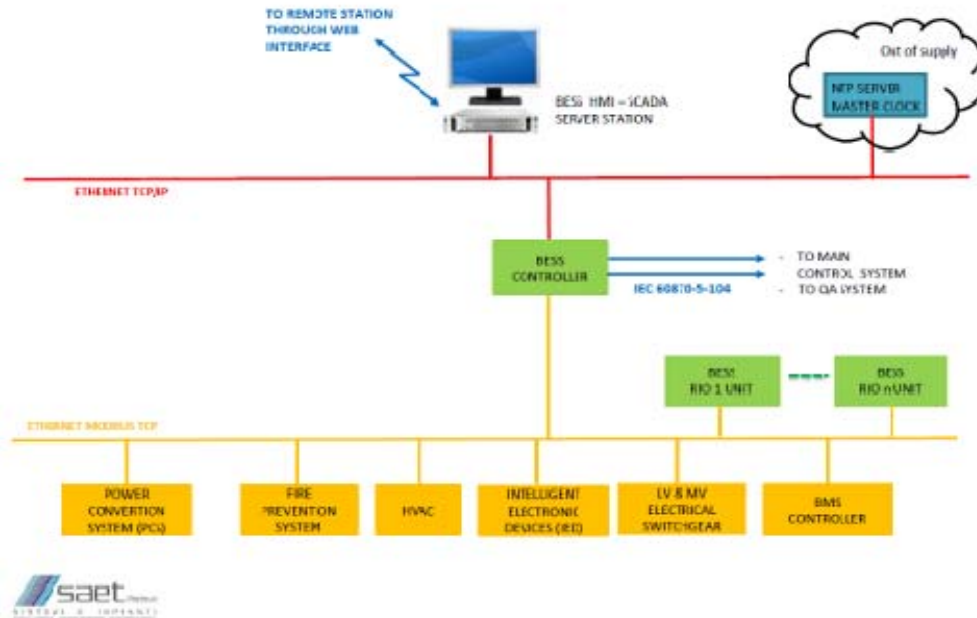 TO REMOTE STATION
THROUGH WEB
INTERFACE
BESS HMI – SCADA
SERVER STATION
Out of supply
NTP SERVER
MASTER CLOCK
ETHERNET TCP/IP
BESS
CONTROLLER
IEC 60870-5-104
- TO MAIN
CONTROL SYSTEM
- TO QA SYSTEM
BESS
RIO 1 UNIT
BESS
RIO n UNIT
ETHERNET MODBUS TCP
POWER
CONVERTION
SYSTEM (PCS)
FIRE
PREVENTION
SYSTEM
HVAC
INTELLIGENT
ELECTRONIC
DEVICES (IED)
LV & MV
ELECTRICAL
SWITCHGEAR
BMS
CONTROLLER
saet
SISTEMI E IMPIANTI